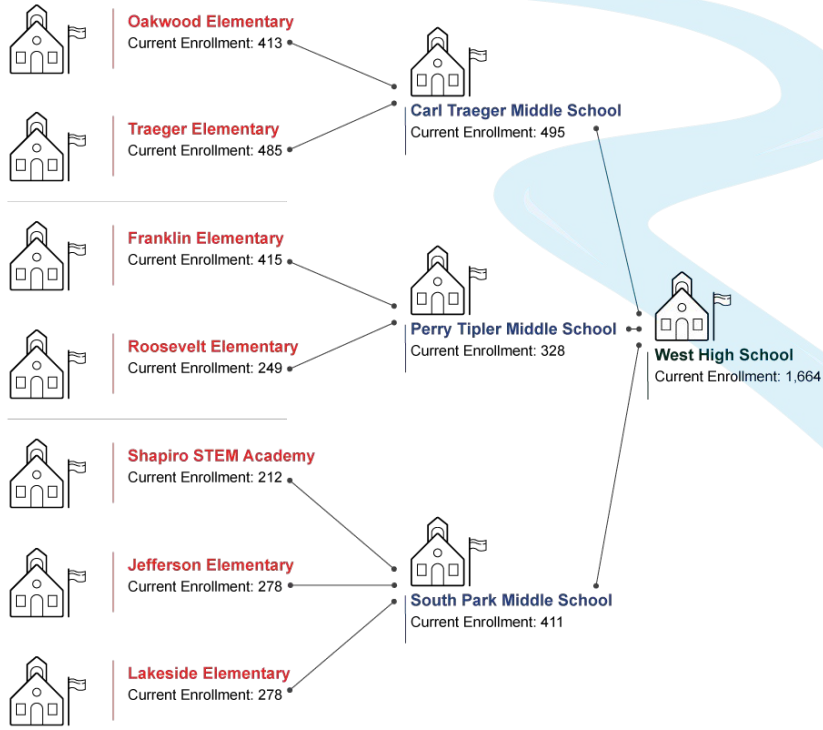 Oakwood Elementary
Current Enrollment: 413
Traeger Elementary
Current Enrollment: 485
Carl Traeger Middle School
Current Enrollment: 495
Franklin Elementary
Current Enrollment: 415
Roosevelt Elementary
Current Enrollment: 249
Perry Tipler Middle School
Current Enrollment: 328
West High School
Current Enrollment: 1,664
Shapiro STEM Academy
Current Enrollment: 212
Jefferson Elementary
Current Enrollment: 278
Lakeside Elementary
Current Enrollment: 278
South Park Middle School
Current Enrollment: 411